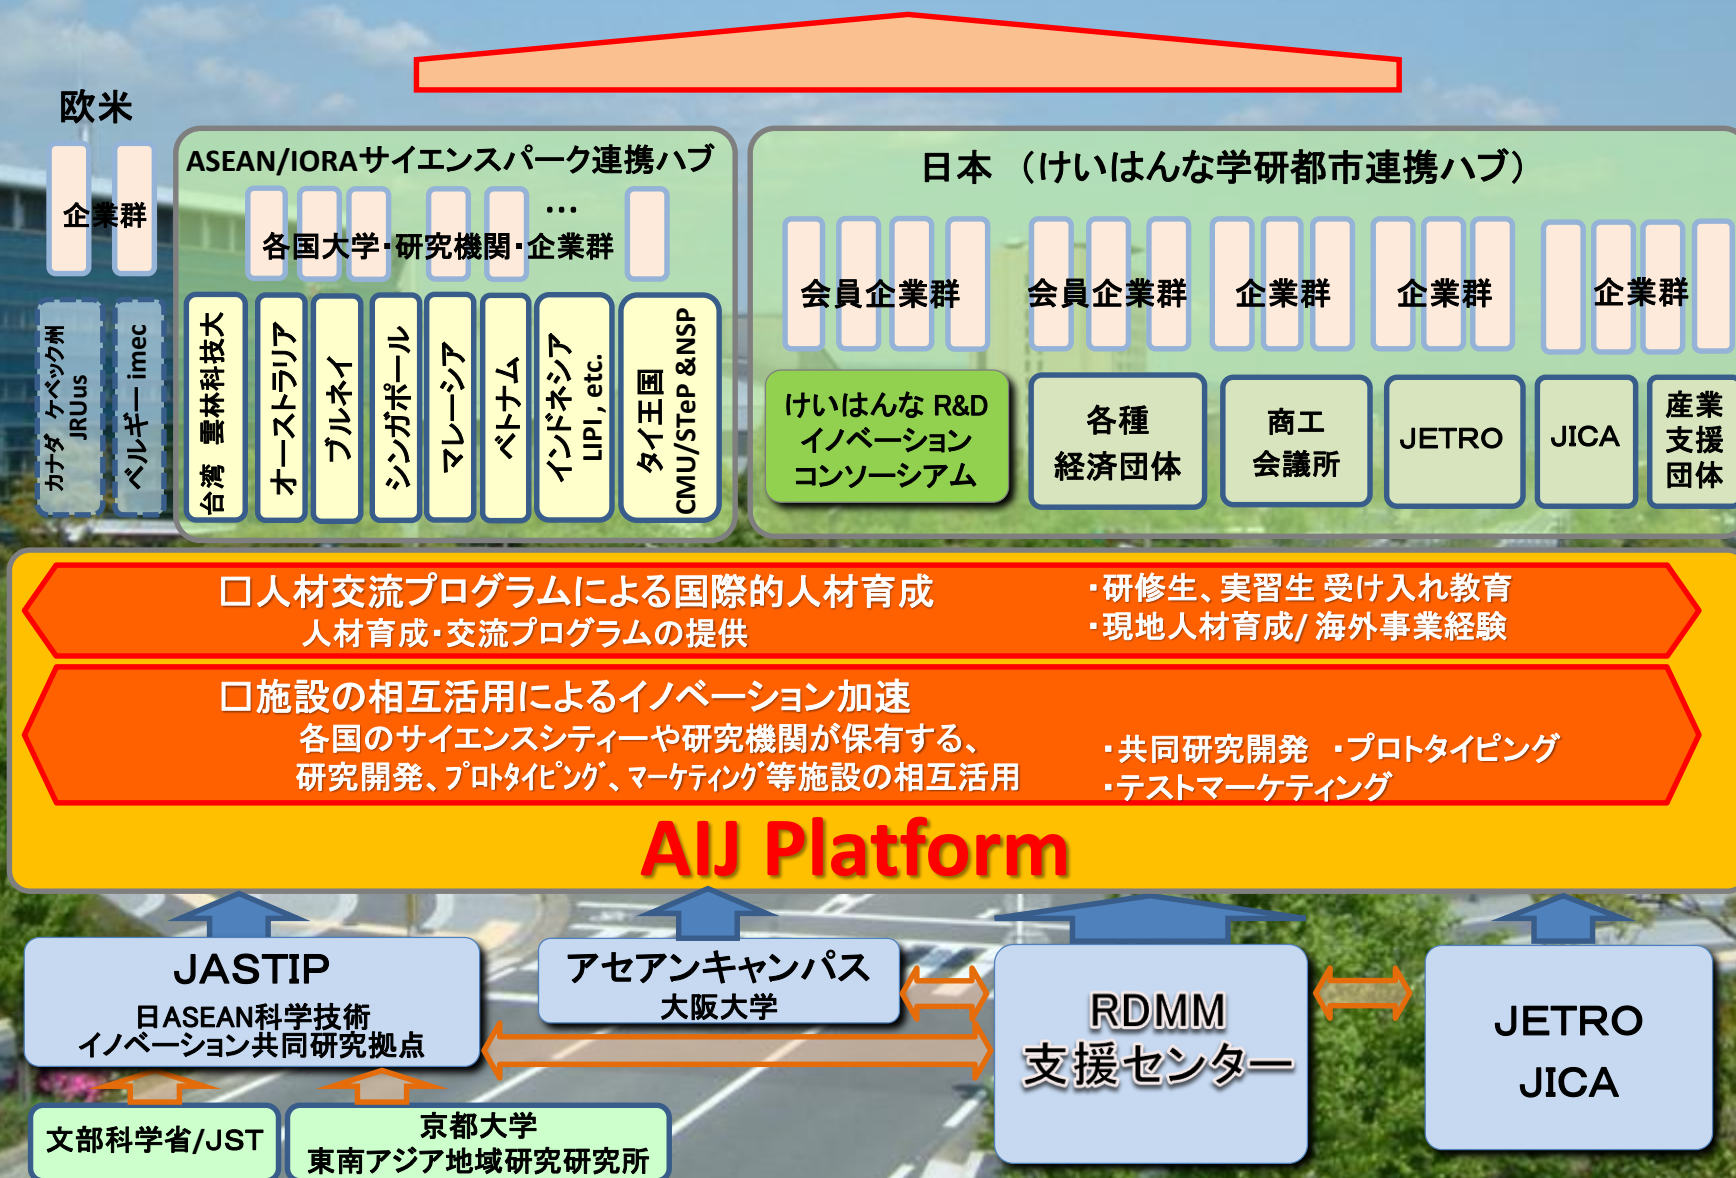 欧米
企業群
カナダ ケベック州
JRUus
ベルギー imec
ASEAN/IORAサイエンスパーク連携ハブ
…
各国大学・研究機関・企業群
台湾 雲林科技大
オーストラリア
ブルネイ
シンガポール
マレーシア
ベトナム
インドネシア
LIPI, etc.
タイ王国
CMU/STeP &NSP
日本 （けいはんな学研都市連携ハブ）
会員企業群
会員企業群
企業群
企業群
企業群
けいはんな R&D
イノベーション
コンソーシアム
各種
経済団体
商工
会議所
JETRO
JICA
産業
支援
団体
□人材交流プログラムによる国際的人材育成
人材育成・交流プログラムの提供
・研修生、実習生 受け入れ教育
・現地人材育成/ 海外事業経験
□施設の相互活用によるイノベーション加速
各国のサイエンスシティーや研究機関が保有する、
研究開発、プロトタイピング、マーケティング等施設の相互活用
・共同研究開発 ・プロトタイピング
・テストマーケティング
AIJ Platform
JASTIP
日ASEAN科学技術
イノベーション共同研究拠点
アセアンキャンパス
大阪大学
RDMM
支援センター
JETRO
JICA
文部科学省/JST
京都大学
東南アジア地域研究研究所